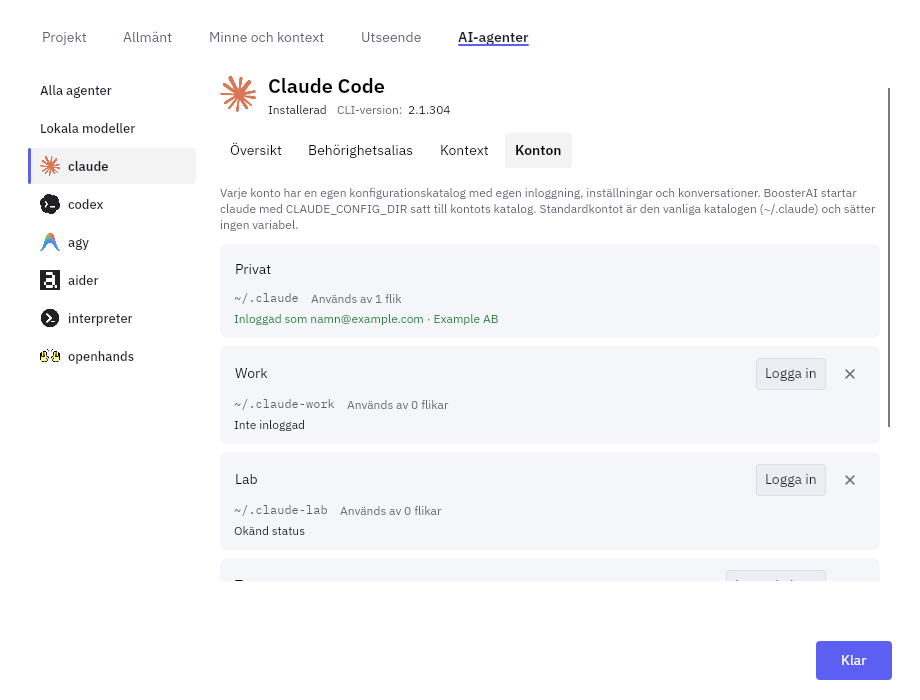 Projekt
Allmänt
Minne och kontext
Utseende
AI-agenter
Alla agenter
Lokala modeller
claude
codex
agy
aider
interpreter
openhands
Claude Code
Installerad CLI-version: 2.1.304
Översikt
Behörighetsalias
Kontext
Konton
Varje konto har en egen konfigurationskatalog med egen inloggning, inställningar och konversationer. BoosterAI startar
claude med CLAUDE_CONFIG_DIR satt till kontots katalog. Standardkontot är den vanliga katalogen (~/.claude) och sätter
ingen variabel.
Privat
~/.claude Används av 1 flik
Inloggad som namn@example.com · Example AB
Work
Logga in
~/.claude-work Används av 0 flikar
Inte inloggad
Lab
Logga in
~/.claude-lab Används av 0 flikar
Okänd status
Klar